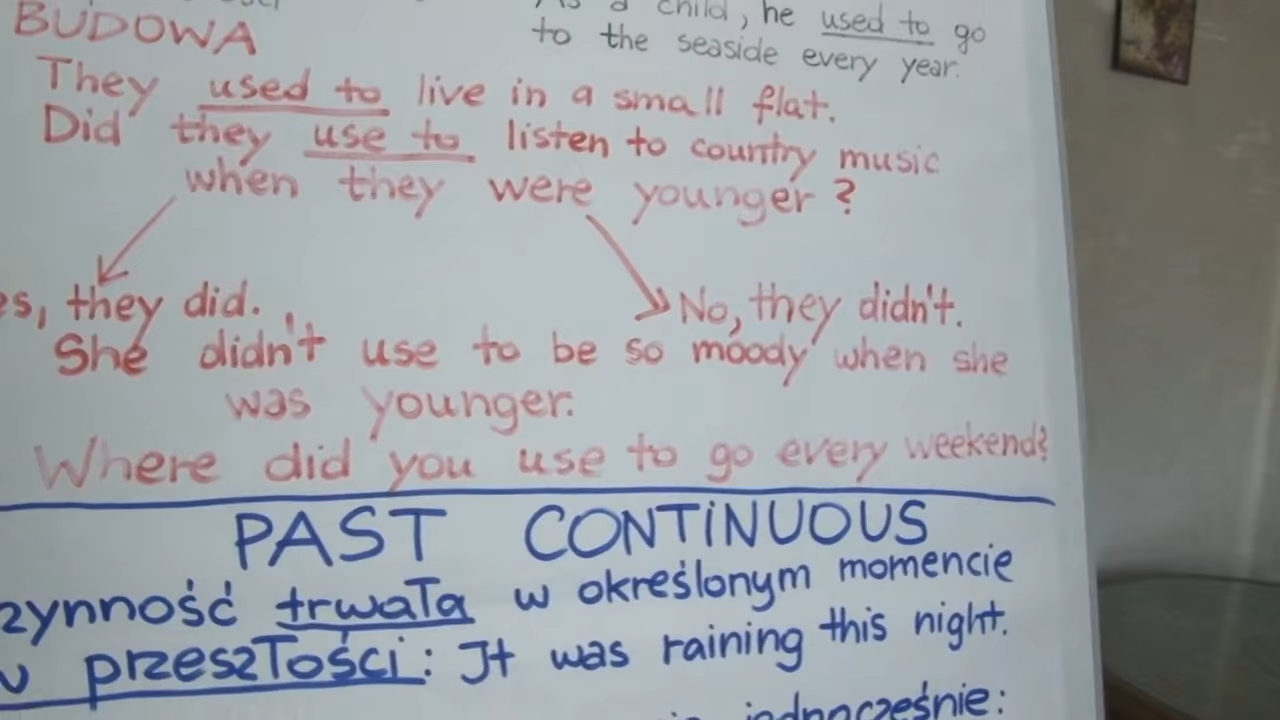 a child, he used to go
to the seaside every year.
BUDOWA
They used to live in a small flat.
Did they use to listen to country music
when they were younger?
they did.
No, they didn't.
She didn't use to be so moody when she
was younger.
Where did you use to go every weekend?
PAST CONTINUOUS
trwała w określonym momencie
przeszłości: It was raining this night.
jednocześnie: